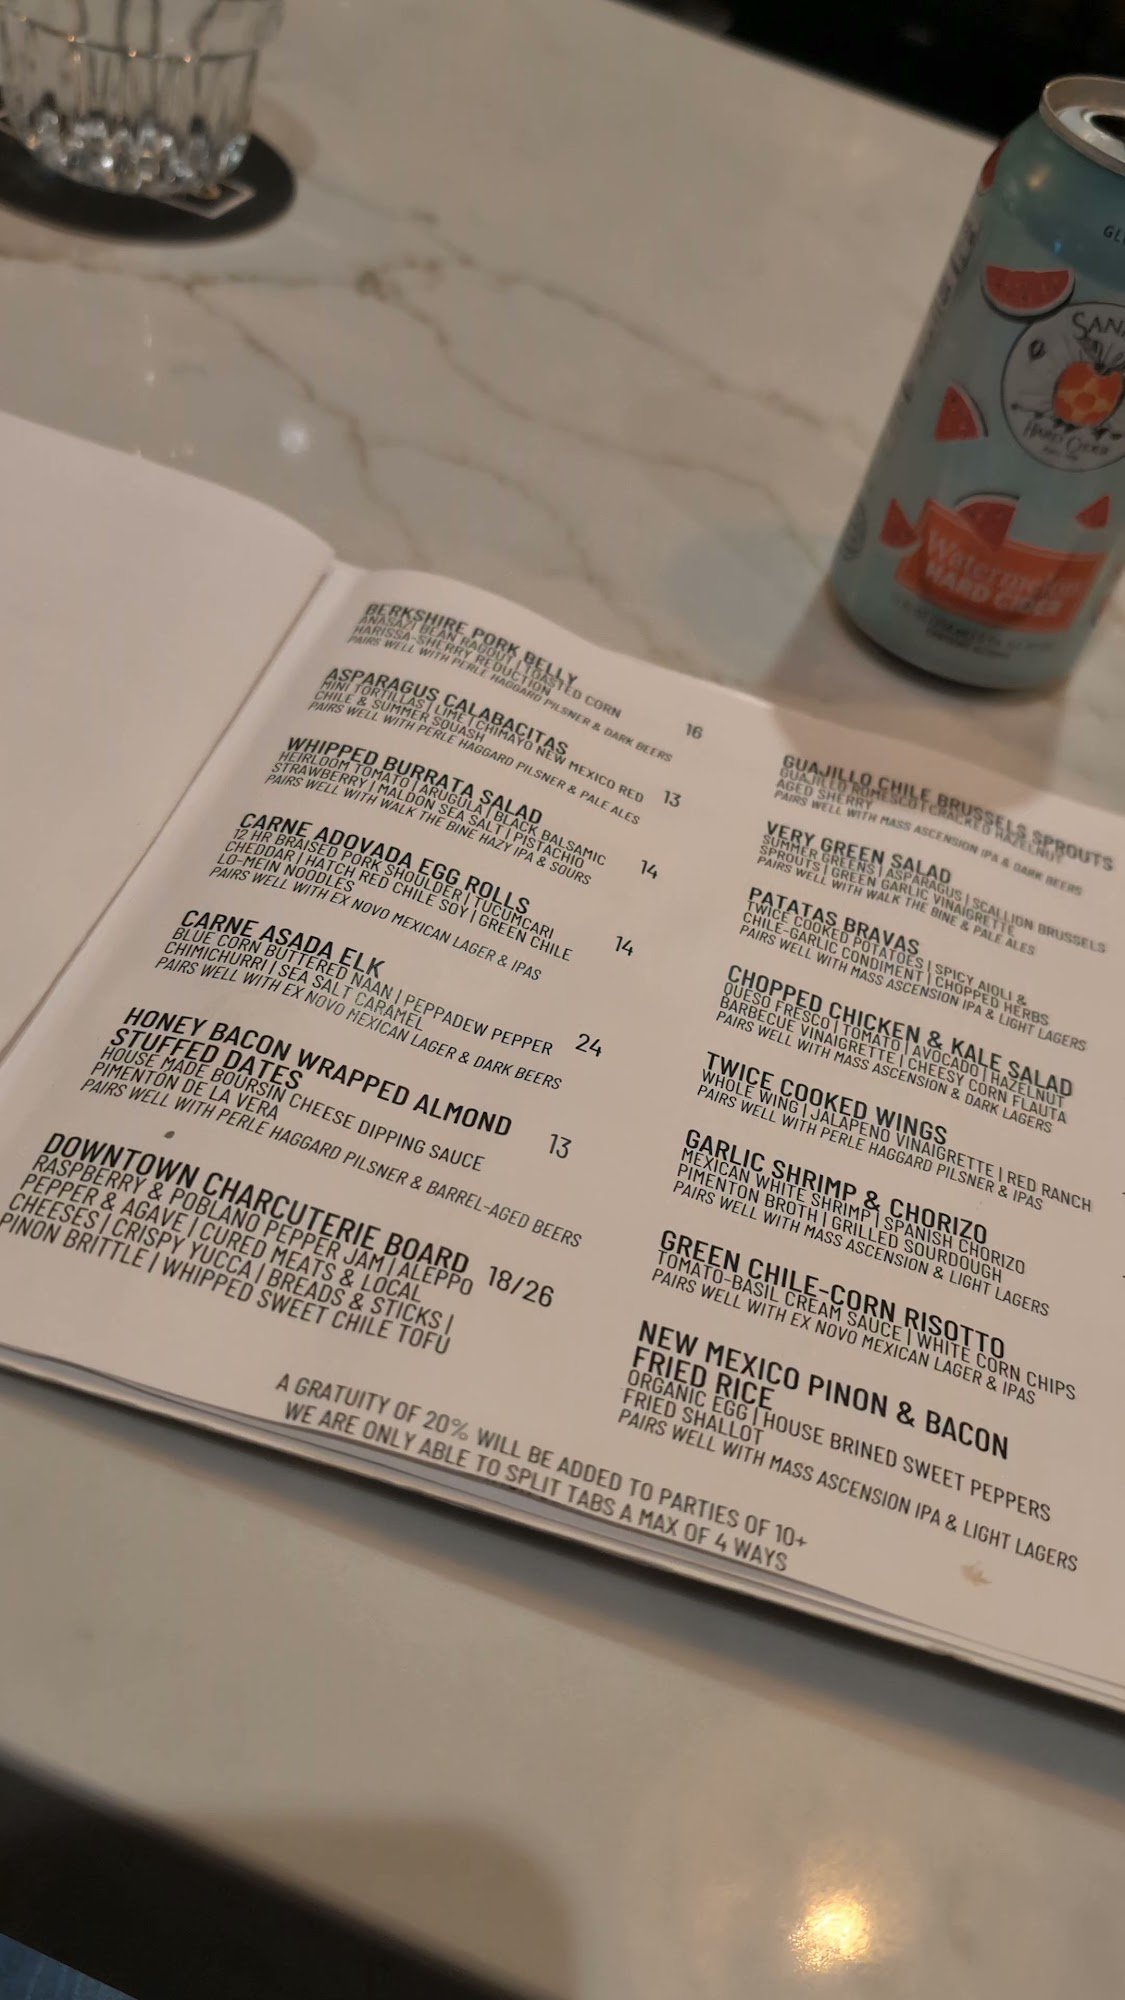 GL
SAN
HARD CIDER
Watermelon
HARD CIDER
BERKSHIRE PORK BELLY
ANASAZI BEAN RAGOUT | TOASTED CORN
HARISSA-SHERRY REDUCTION
PAIRS WELL WITH PERLE HAGGARD PILSNER & DARK BEERS
16
ASPARAGUS CALABACITAS
MINI TORTILLAS | LIME | CHIMAYO NEW MEXICO RED
CHILE & SUMMER SQUASH
PAIRS WELL WITH PERLE HAGGARD PILSNER & PALE ALES
13
WHIPPED BURRATA SALAD
HEIRLOOM TOMATO | ARUGULA | BLACK BALSAMIC
STRAWBERRY | MALDON SEA SALT | PISTACHIO
PAIRS WELL WITH WALK THE BINE HAZY IPA & SOURS
14
CARNE ADOVADA EGG ROLLS
12 HR BRAISED PORK SHOULDER | TUCUMCARI
CHEDDAR | HATCH RED CHILE SOY | GREEN CHILE
LO-MEIN NOODLES
PAIRS WELL WITH EX NOVO MEXICAN LAGER & IPAS
14
CARNE ASADA ELK
BLUE CORN BUTTERED NAAN | PEPPADEW PEPPER
CHIMICHURRI | SEA SALT CARAMEL
PAIRS WELL WITH EX NOVO MEXICAN LAGER & DARK BEERS
24
HONEY BACON WRAPPED ALMOND
STUFFED DATES
HOUSE MADE BOURSIN CHEESE DIPPING SAUCE
PIMENTON DE LA VERA
PAIRS WELL WITH PERLE HAGGARD PILSNER & BARREL-AGED BEERS
13
DOWNTOWN CHARCUTERIE BOARD
RASPBERRY & POBLANO PEPPER JAM | ALEPPO
PEPPER & AGAVE | CURED MEATS & LOCAL
CHEESES | CRISPY YUCCA | BREADS & STICKS |
PINON BRITTLE | WHIPPED SWEET CHILE TOFU
18/26
GUAJILLO CHILE BRUSSELS SPROUTS
GUAJILLO ROMESCO | CRACKED HAZELNUT
AGED SHERRY
PAIRS WELL WITH MASS ASCENSION IPA & DARK BEERS
VERY GREEN SALAD
SUMMER GREENS | ASPARAGUS | SCALLION BRUSSELS
SPROUTS | GREEN GARLIC VINAIGRETTE
PAIRS WELL WITH WALK THE BINE & PALE ALES
PATATAS BRAVAS
TWICE COOKED POTATOES | SPICY AIOLI &
CHILE-GARLIC CONDIMENT | CHOPPED HERBS
PAIRS WELL WITH MASS ASCENSION IPA & LIGHT LAGERS
CHOPPED CHICKEN & KALE SALAD
QUESO FRESCO | TOMATO | AVOCADO | HAZELNUT
BARBECUE VINAIGRETTE | CHEESY CORN FLAUTA
PAIRS WELL WITH MASS ASCENSION & DARK LAGERS
TWICE COOKED WINGS
WHOLE WING | JALAPENO VINAIGRETTE | RED RANCH
PAIRS WELL WITH PERLE HAGGARD PILSNER & IPAS
GARLIC SHRIMP & CHORIZO
MEXICAN WHITE SHRIMP | SPANISH CHORIZO
PIMENTON BROTH | GRILLED SOURDOUGH
PAIRS WELL WITH MASS ASCENSION & LIGHT LAGERS
GREEN CHILE-CORN RISOTTO
TOMATO-BASIL CREAM SAUCE | WHITE CORN CHIPS
PAIRS WELL WITH EX NOVO MEXICAN LAGER & IPAS
NEW MEXICO PINON & BACON
FRIED RICE
ORGANIC EGG | HOUSE BRINED SWEET PEPPERS
FRIED SHALLOT
PAIRS WELL WITH MASS ASCENSION IPA & LIGHT LAGERS
A GRATUITY OF 20% WILL BE ADDED TO PARTIES OF 10+
WE ARE ONLY ABLE TO SPLIT TABS A MAX OF 4 WAYS